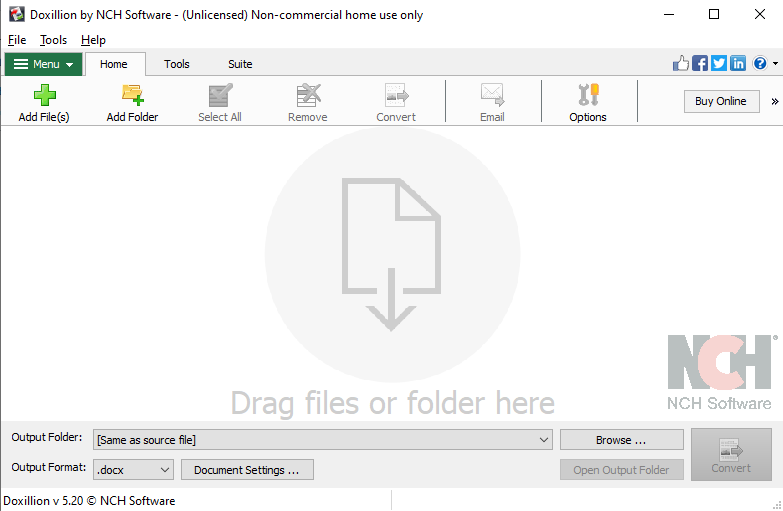 Doxillion by NCH Software - (Unlicensed) Non-commercial home use only
File Tools Help
Menu Home Tools Suite
Add File(s) Add Folder Select All Remove Convert Email Options Buy Online »
Drag files or folder here
NCH®
NCH Software
Output Folder: [Same as source file] Browse ...
Output Format: .docx Document Settings ... Open Output Folder Convert
Doxillion v 5.20 © NCH Software